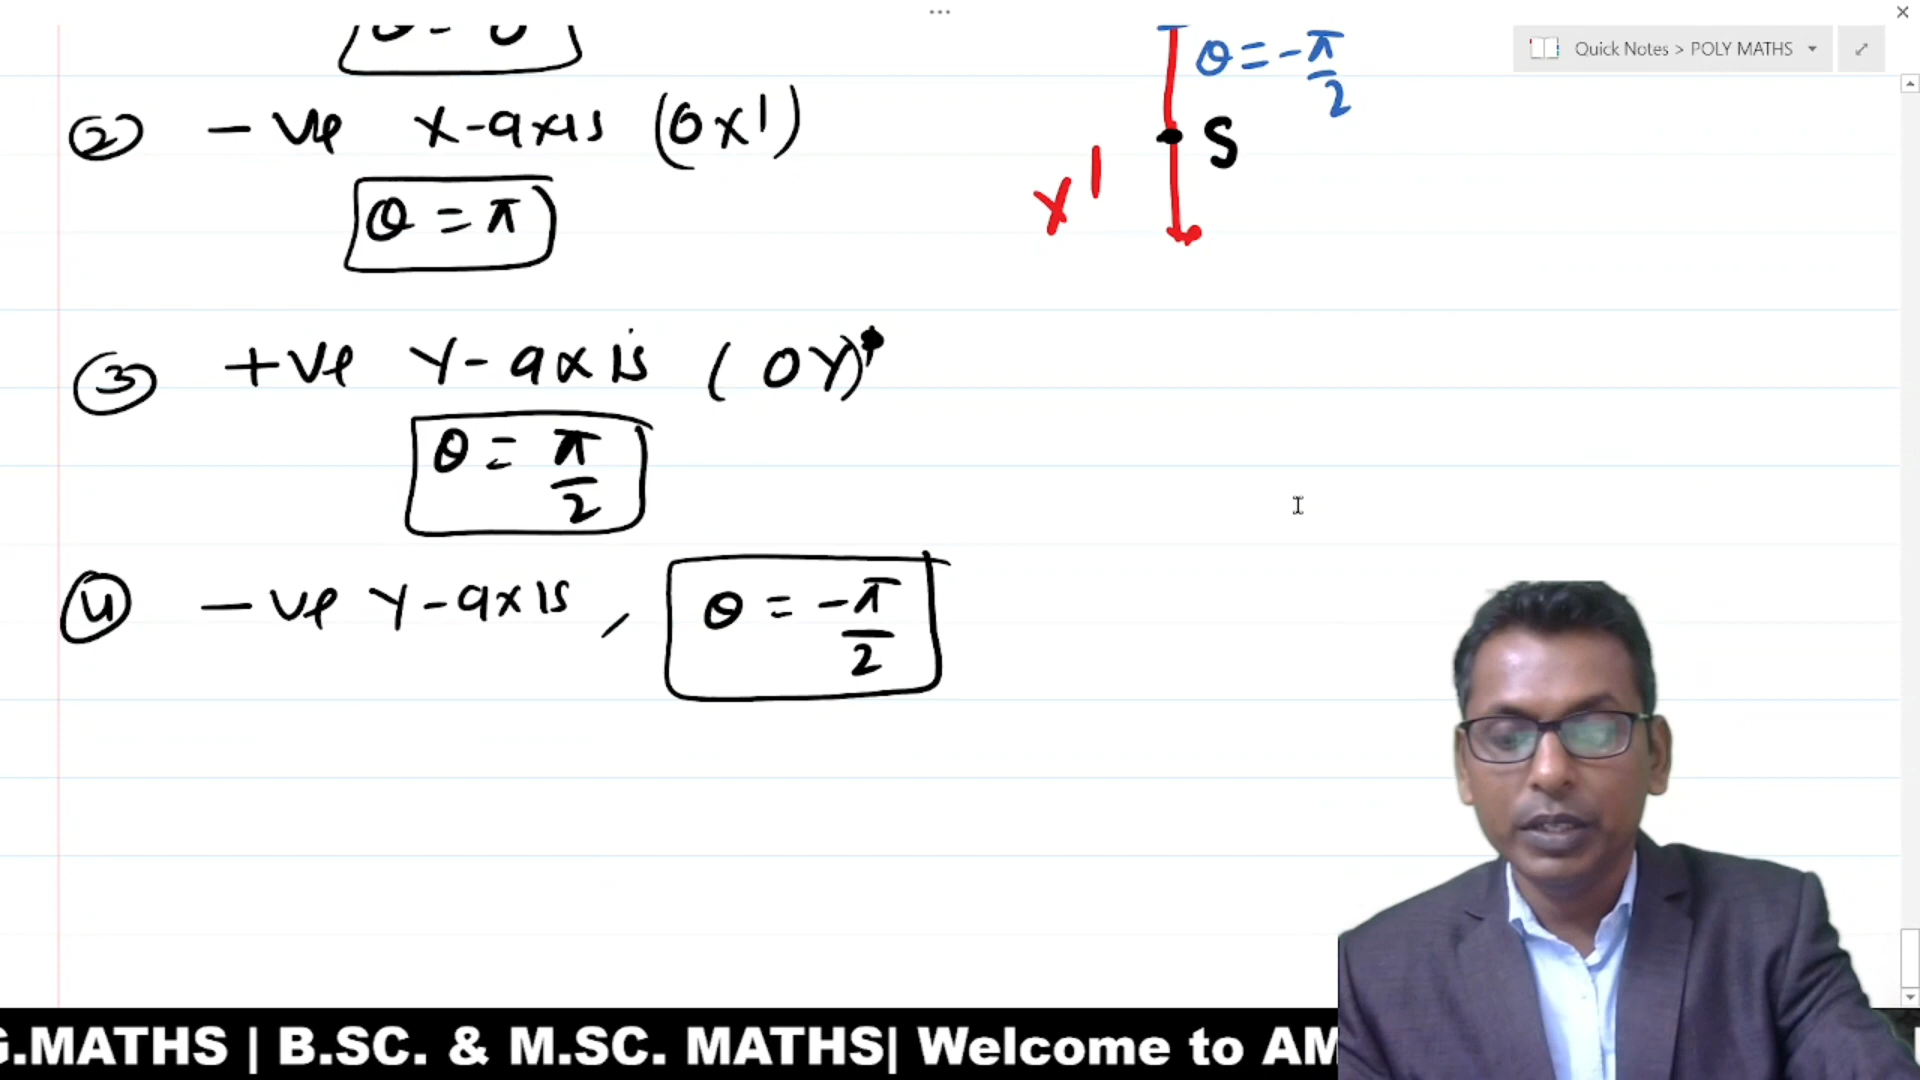 Quick Notes > POLY MATHS
θ = -π/2
S
X'
② -ve X-axis (OX')
θ = π
③ +ve Y-axis (OY)
θ = π/2
④ -ve Y-axis, θ = -π/2
G.MATHS | B.SC. & M.SC. MATHS| Welcome to AM